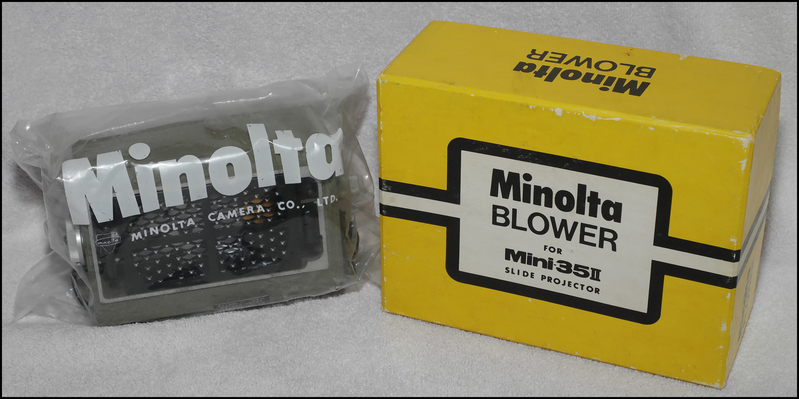 Minolta
MINOLTA CAMERA CO., LTD.
Minolta
BLOWER
Minolta
BLOWER
FOR
Mini-35II
SLIDE PROJECTOR